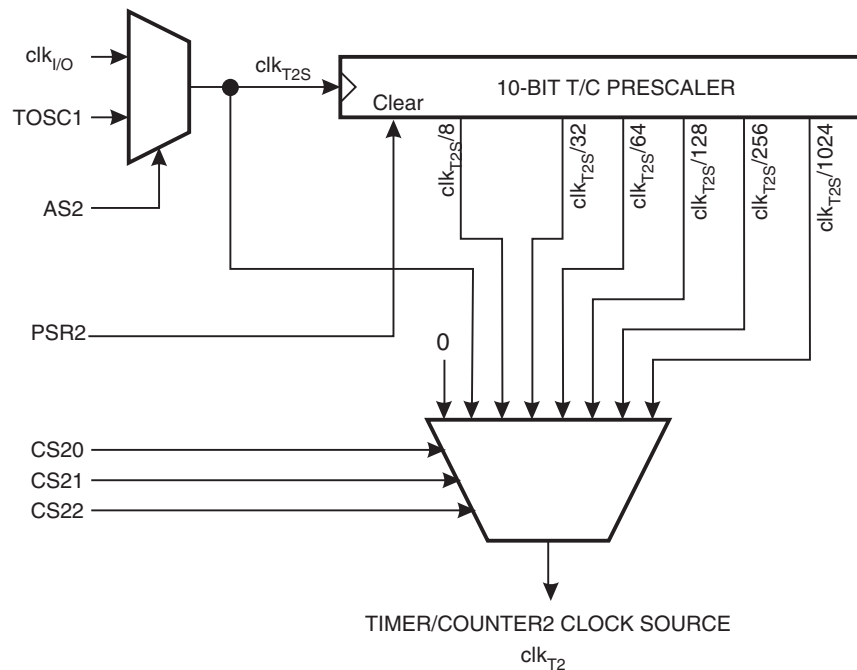 clkI/O
clkT2S
10-BIT T/C PRESCALER
TOSC1
Clear
clkT2S/8
clkT2S/32
clkT2S/64
clkT2S/128
clkT2S/256
clkT2S/1024
AS2
PSR2
0
CS20
CS21
CS22
TIMER/COUNTER2 CLOCK SOURCE
clkT2